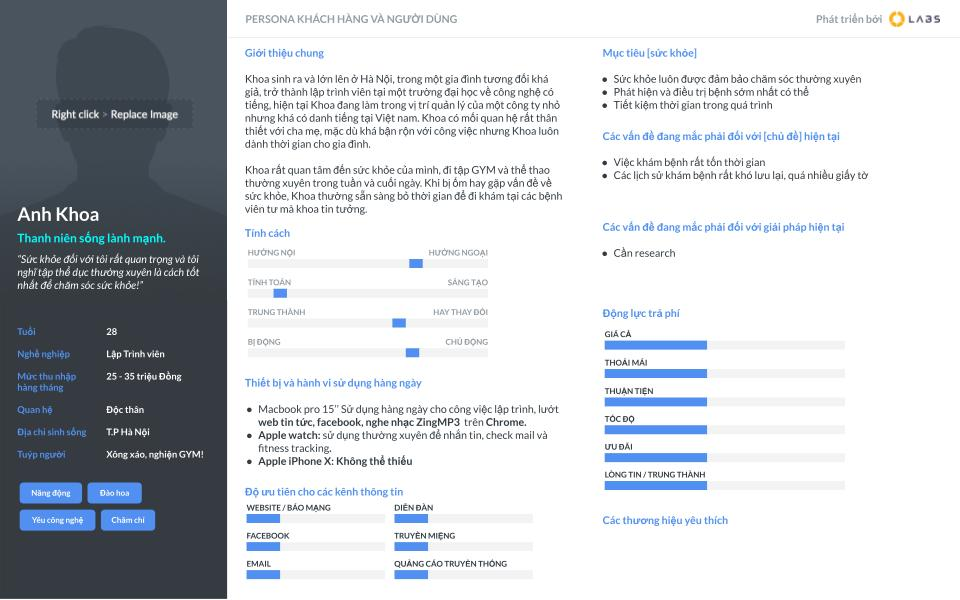 PERSONA KHÁCH HÀNG VÀ NGƯỜI DÙNG
Phát triển bởi LABS
Right click > Replace Image
Anh Khoa
Thanh niên sống lành mạnh.
“Sức khỏe đối với tôi rất quan trọng và tôi
nghĩ tập thể dục thường xuyên là cách tốt
nhất để chăm sóc sức khỏe!”
Tuổi 28
Nghề nghiệp Lập Trình viên
Mức thu nhập
hàng tháng 25 - 35 triệu Đồng
Quan hệ Độc thân
Địa chỉ sinh sống T.P Hà Nội
Tuýp người Xông xáo, nghiện GYM!
Năng động Đào hoa
Yêu công nghệ Chăm chỉ
Giới thiệu chung
Khoa sinh ra và lớn lên ở Hà Nội, trong một gia đình tương đối khá
giả, trở thành lập trình viên tại một trường đại học về công nghệ có
tiếng, hiện tại Khoa đang làm trong vị trí quản lý của một công ty nhỏ
nhưng khá có danh tiếng tại Việt nam. Khoa có mối quan hệ rất thân
thiết với cha mẹ, mặc dù khá bận rộn với công việc nhưng Khoa luôn
dành thời gian cho gia đình.
Khoa rất quan tâm đến sức khỏe của mình, đi tập GYM và thể thao
thường xuyên trong tuần và cuối ngày. Khi bị ốm hay gặp vấn đề về
sức khỏe, Khoa thường sẵn sàng bỏ thời gian để đi khám tại các bệnh
viên tư mà khoa tin tưởng.
Tính cách
HƯỚNG NỘI HƯỚNG NGOẠI
TÍNH TOÁN SÁNG TẠO
TRUNG THÀNH HAY THAY ĐỔI
BỊ ĐỘNG CHỦ ĐỘNG
Thiết bị và hành vi sử dụng hàng ngày
● Macbook pro 15’’ Sử dụng hàng ngày cho công việc lập trình, lướt
web tin tức, facebook, nghe nhạc ZingMP3 trên Chrome.
● Apple watch: sử dụng thường xuyên để nhắn tin, check mail và
fitness tracking.
● Apple iPhone X: Không thể thiếu
Độ ưu tiên cho các kênh thông tin
WEBSITE / BÁO MẠNG DIỄN ĐÀN
FACEBOOK TRUYỀN MIỆNG
EMAIL QUẢNG CÁO TRUYỀN THỐNG
Mục tiêu [sức khỏe]
● Sức khỏe luôn được đảm bảo chăm sóc thường xuyên
● Phát hiện và điều trị bệnh sớm nhất có thể
● Tiết kiệm thời gian trong quá trình
Các vấn đề đang mắc phải đối với [chủ đề] hiện tại
● Việc khám bệnh rất tốn thời gian
● Các lịch sử khám bệnh rất khó lưu lại, quá nhiều giấy tờ
Các vấn đề đang mắc phải đối với giải pháp hiện tại
● Cần research
Động lực trả phí
GIÁ CẢ
THOẢI MÁI
THUẬN TIỆN
TỐC ĐỘ
ƯU ĐÃI
LÒNG TIN / TRUNG THÀNH
Các thương hiệu yêu thích